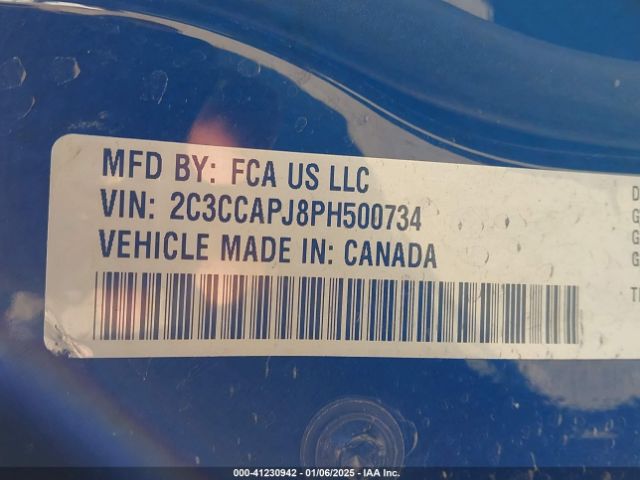 MFD BY: FCA US LLC
VIN: 2C3CCAPJ8PH500734
VEHICLE MADE IN: CANADA
000-41230942 - 01/06/2025 - IAA Inc.